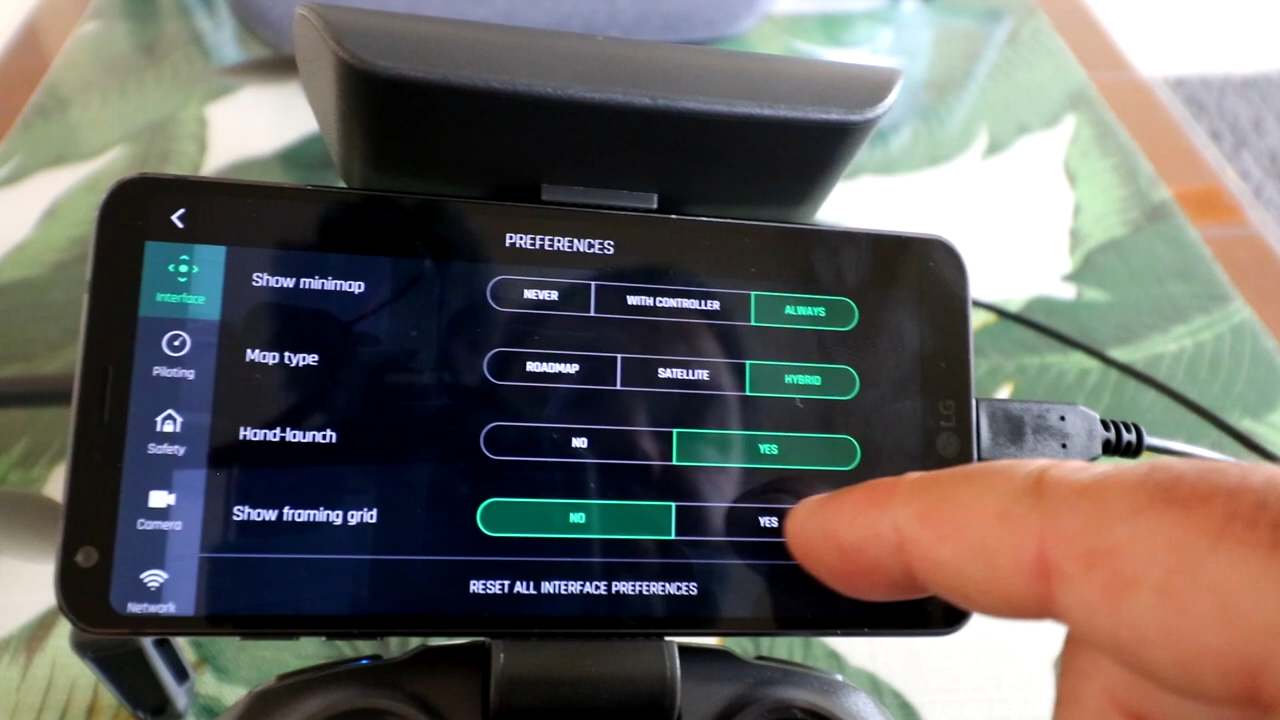 PREFERENCES
Interface
Show minimap
NEVER
WITH CONTROLLER
ALWAYS
Piloting
Map type
ROADMAP
SATELLITE
HYBRID
Safety
Hand-launch
NO
YES
Camera
Show framing grid
NO
YES
Network
RESET ALL INTERFACE PREFERENCES
LG